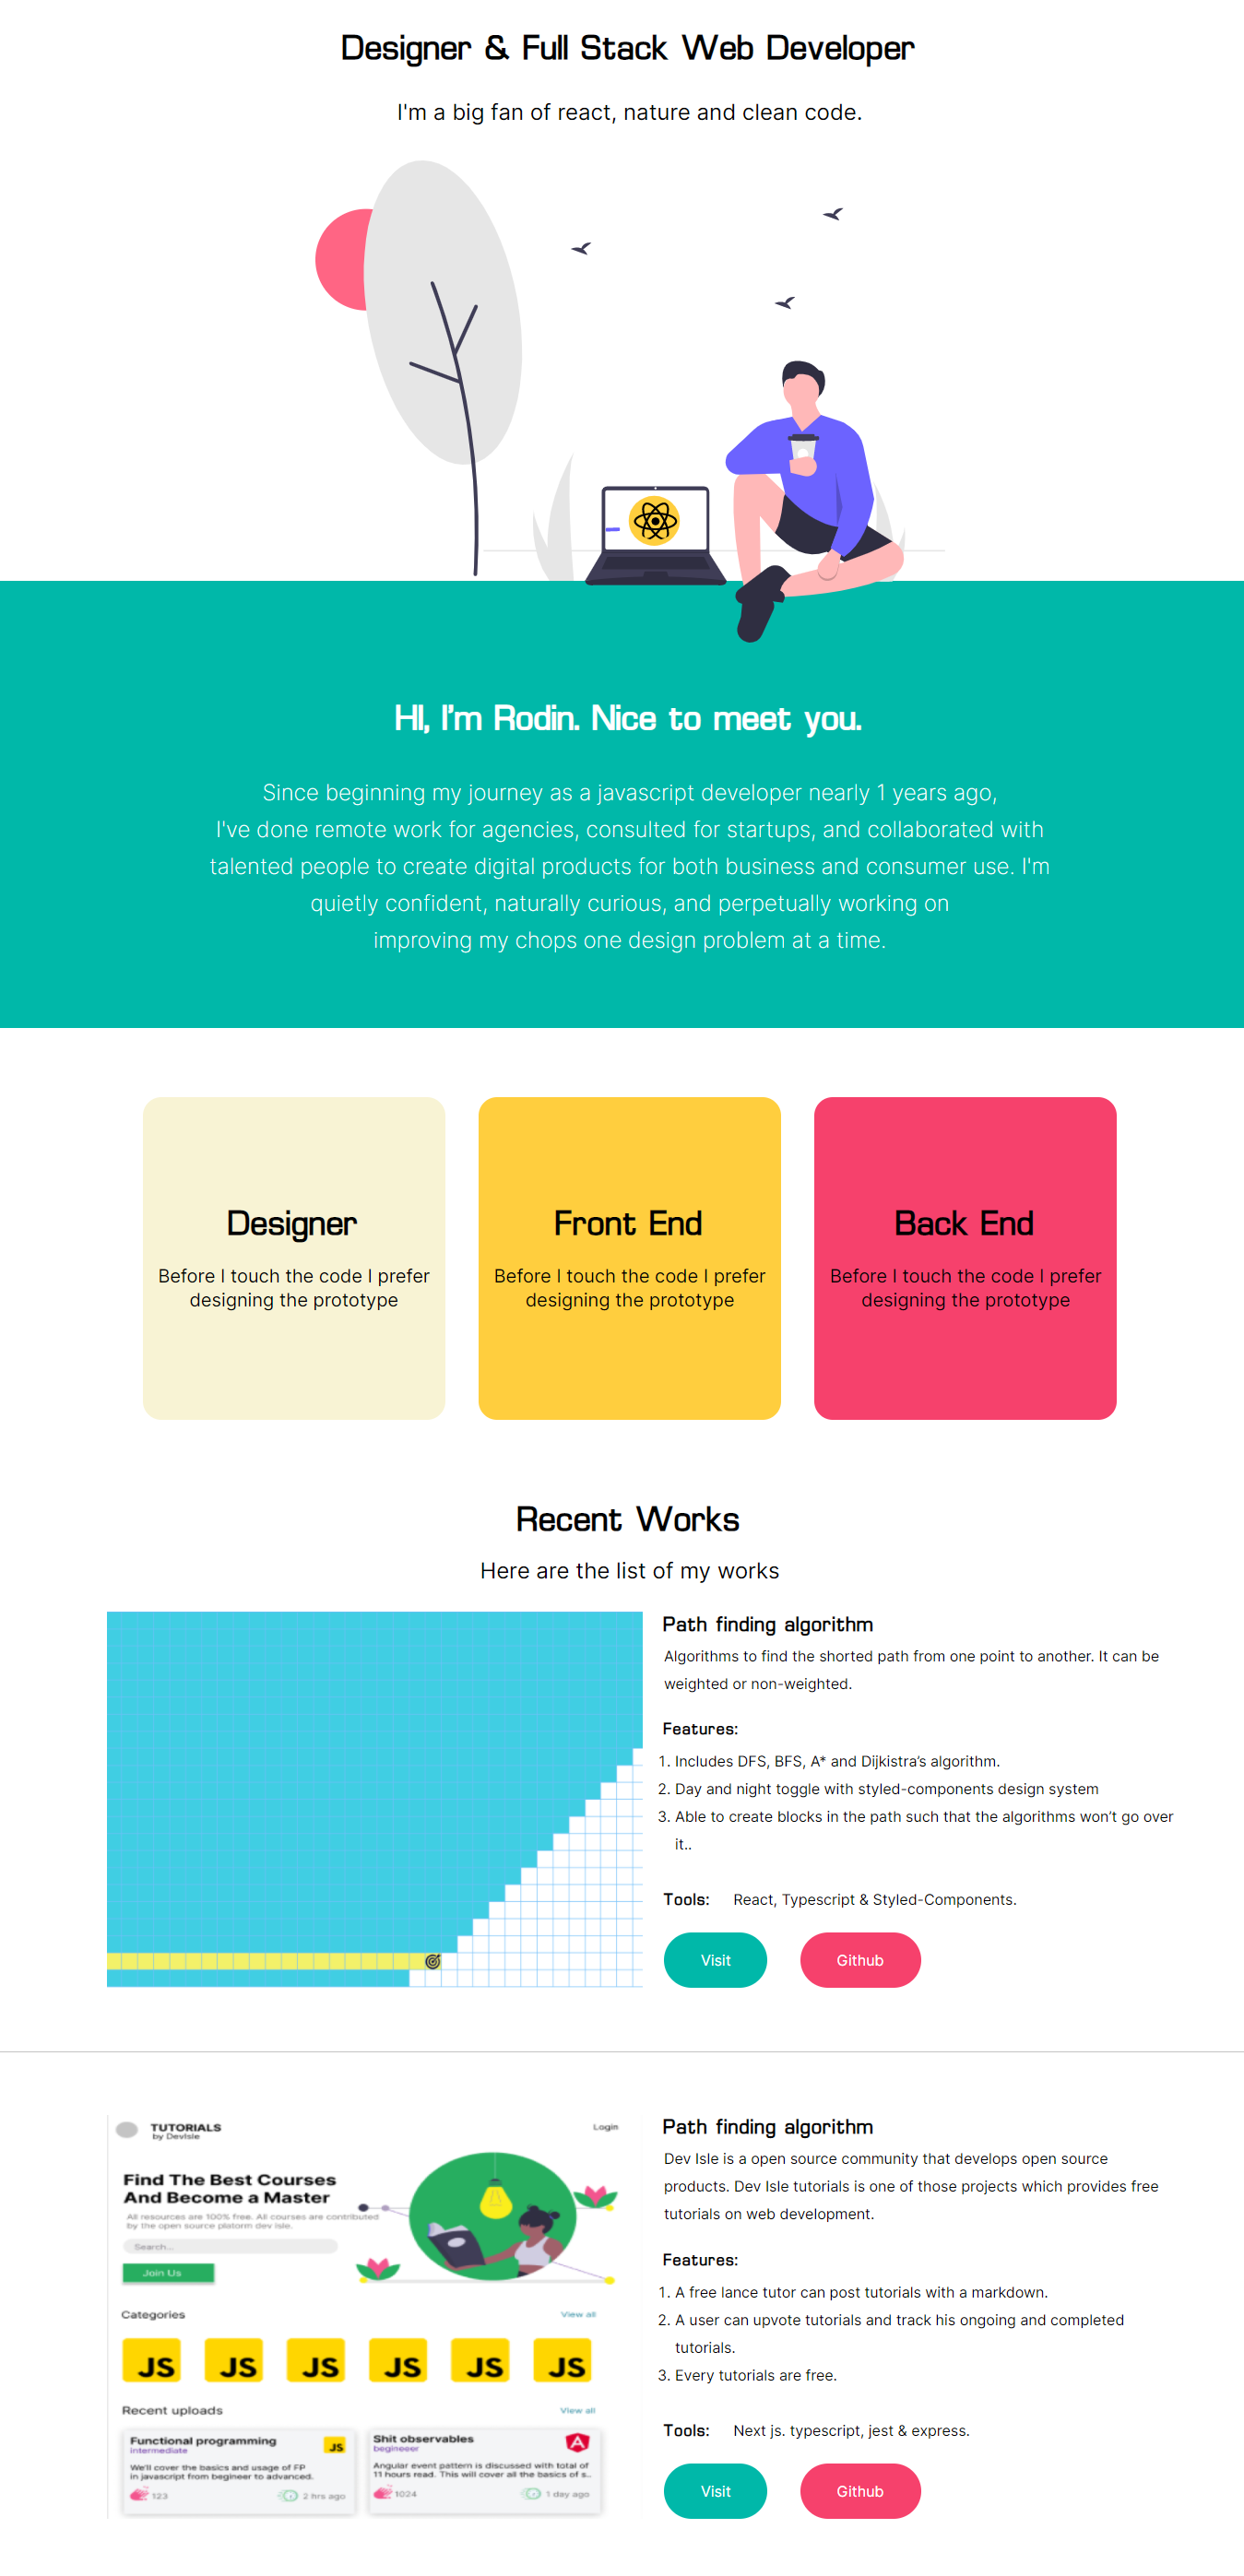 Designer & Full Stack Web Developer
I'm a big fan of react, nature and clean code.
HI, I'm Rodin. Nice to meet you.
Since beginning my journey as a javascript developer nearly 1 years ago,
I've done remote work for agencies, consulted for startups, and collaborated with
talented people to create digital products for both business and consumer use. I'm
quietly confident, naturally curious, and perpetually working on
improving my chops one design problem at a time.
Designer
Before I touch the code I prefer
designing the prototype
Front End
Before I touch the code I prefer
designing the prototype
Back End
Before I touch the code I prefer
designing the prototype
Recent Works
Here are the list of my works
Path finding algorithm
Algorithms to find the shorted path from one point to another. It can be
weighted or non-weighted.
Features:
1. Includes DFS, BFS, A* and Dijkistra’s algorithm.
2. Day and night toggle with styled-components design system
3. Able to create blocks in the path such that the algorithms won’t go over
it..
Tools: React, Typescript & Styled-Components.
Visit Github
TUTORIALS
by DevIsle
Login
Find The Best Courses
And Become a Master
All resources are 100% free. All courses are contributed
by the open source platorm dev isle.
Search...
Join Us
Categories View all
JS JS JS JS JS JS
Recent uploads View all
Functional programming
intermediate
JS
We'll cover the basics and usage of FP
in javascript from begineer to advanced.
123 2 hrs ago
Shit observables
begineeer
A
Angular event pattern is discussed with total of
11 hours read. This will cover all the basics of s..
1024 1 day ago
Path finding algorithm
Dev Isle is a open source community that develops open source
products. Dev Isle tutorials is one of those projects which provides free
tutorials on web development.
Features:
1. A free lance tutor can post tutorials with a markdown.
2. A user can upvote tutorials and track his ongoing and completed
tutorials.
3. Every tutorials are free.
Tools: Next js. typescript, jest & express.
Visit Github